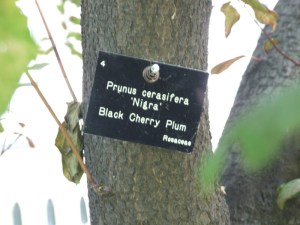 4
Prunus cerasifera
'Nigra'
Black Cherry Plum
Rosaceae